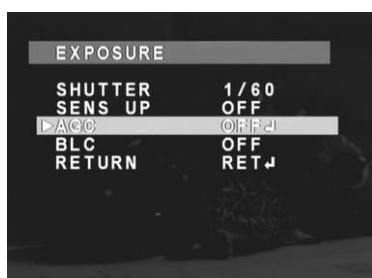 EXPOSURE
SHUTTER 1/60
SENS UP OFF
▷AGC OFF↲
BLC OFF
RETURN RET↲